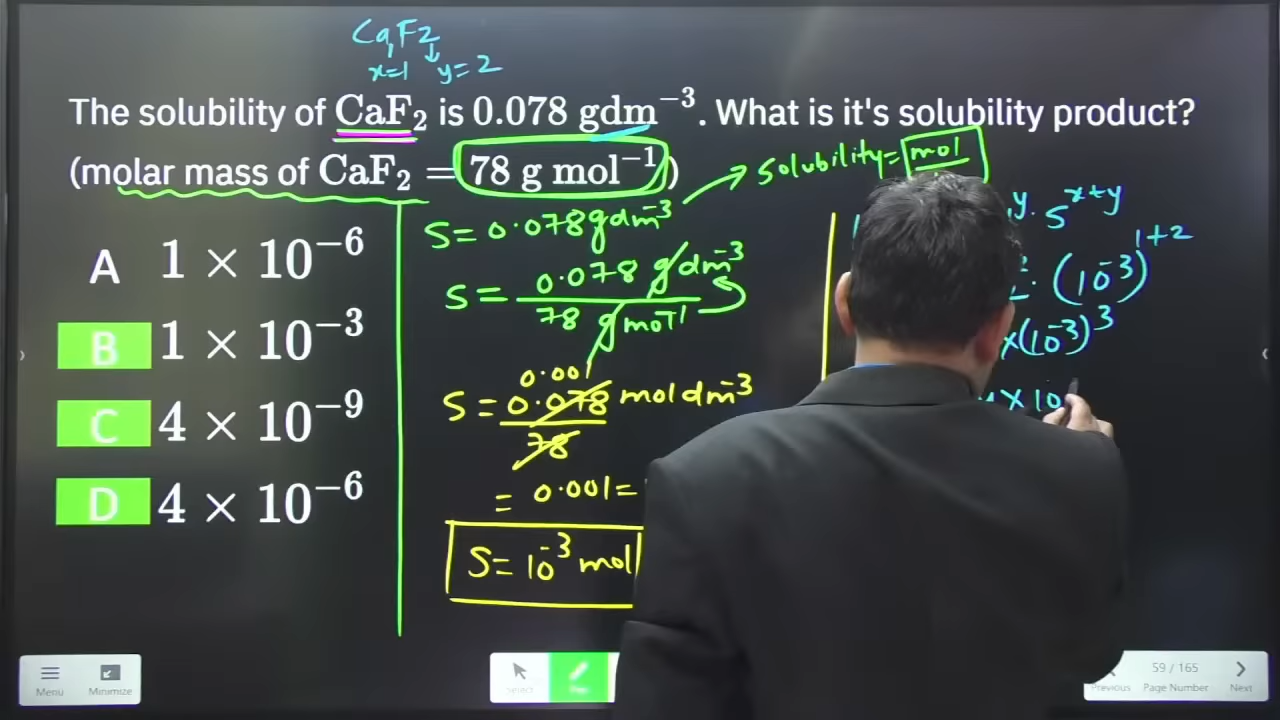 CaF2
x=1 y=2
The solubility of CaF₂ is 0.078 gdm⁻³. What is it's solubility product?
(molar mass of CaF₂ = 78 g mol⁻¹)
Solubility = mol
A 1 × 10⁻⁶
B 1 × 10⁻³
C 4 × 10⁻⁹
D 4 × 10⁻⁶
S = 0.078 gdm⁻³
S = 0.078 g dm⁻³ / 78 g mol⁻¹
0.001
S = 0.078 / 78 mol dm⁻³
= 0.001 =
S = 10⁻³ mol
y . S^x+y
. (10⁻³)^1+2
x (10⁻³)³
x 10
Menu
Minimize
Select
Pen
Previous
59 / 165
Page Number
Next